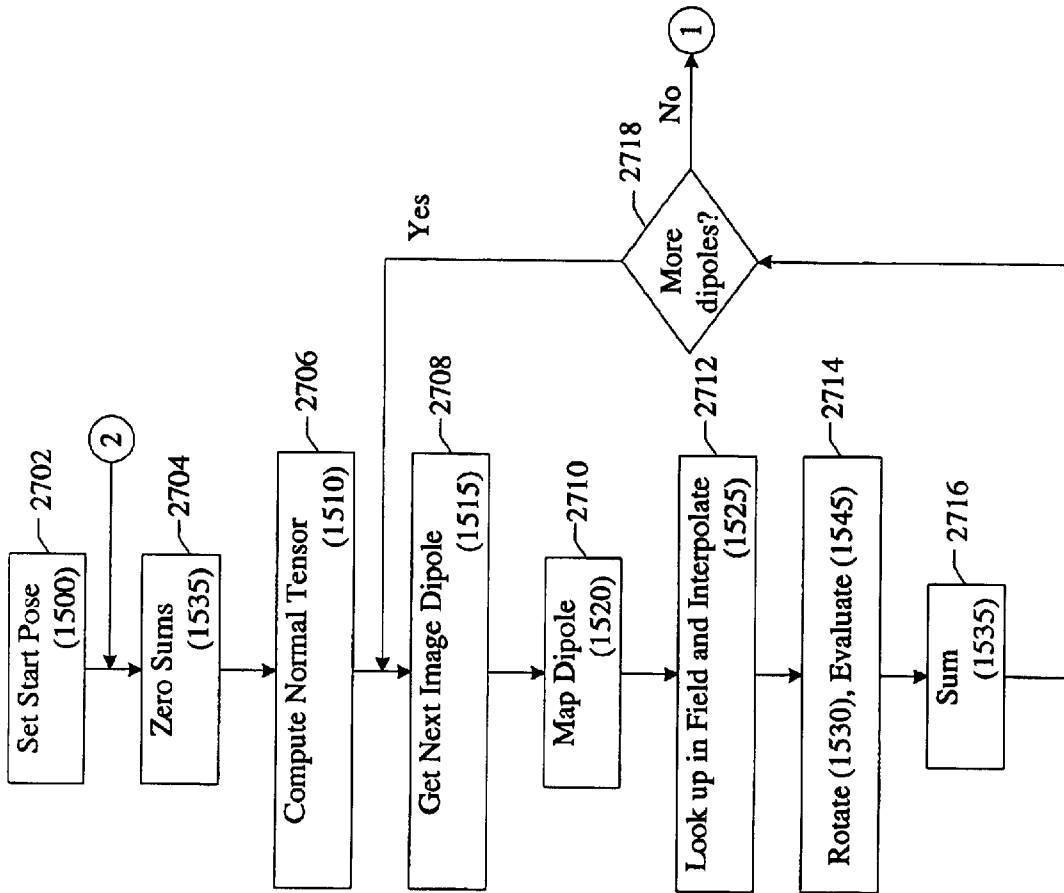 Set Start Pose
(1500)
2702
2
Zero Sums
(1535)
2704
Compute Normal Tensor
(1510)
2706
Get Next Image Dipole
(1515)
2708
Map Dipole
(1520)
2710
Look up in Field and Interpolate
(1525)
2712
Rotate (1530), Evaluate (1545)
2714
Sum
(1535)
2716
More
dipoles?
2718
Yes
No
1